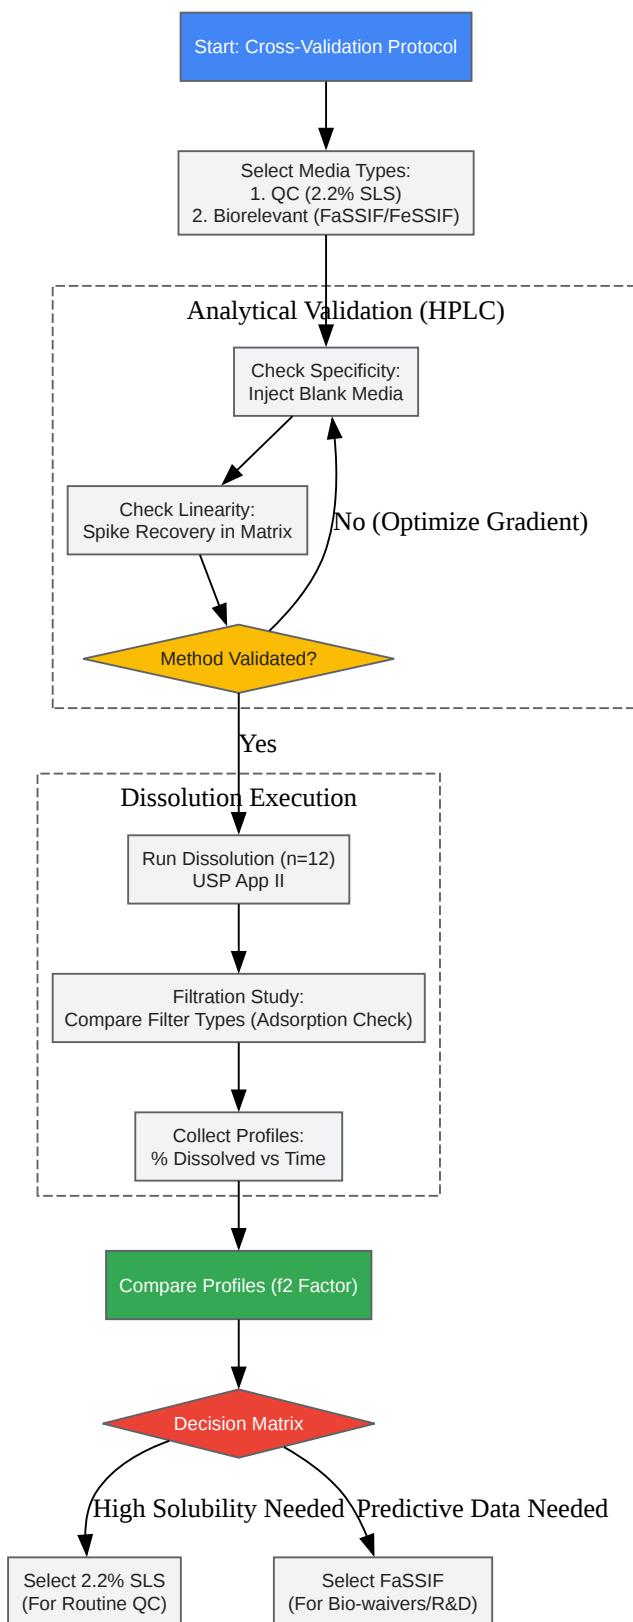 Start: Cross-Validation Protocol
Select Media Types:
1. QC (2.2% SLS)
2. Biorelevant (FaSSIF/FeSSIF)
Analytical Validation (HPLC)
Check Specificity:
Inject Blank Media
Check Linearity:
Spike Recovery in Matrix
No (Optimize Gradient)
Method Validated?
Yes
Dissolution Execution
Run Dissolution (n=12)
USP App II
Filtration Study:
Compare Filter Types (Adsorption Check)
Collect Profiles:
% Dissolved vs Time
Compare Profiles (f2 Factor)
Decision Matrix
High Solubility Needed
Predictive Data Needed
Select 2.2% SLS
(For Routine QC)
Select FaSSIF
(For Bio-waivers/R&D)